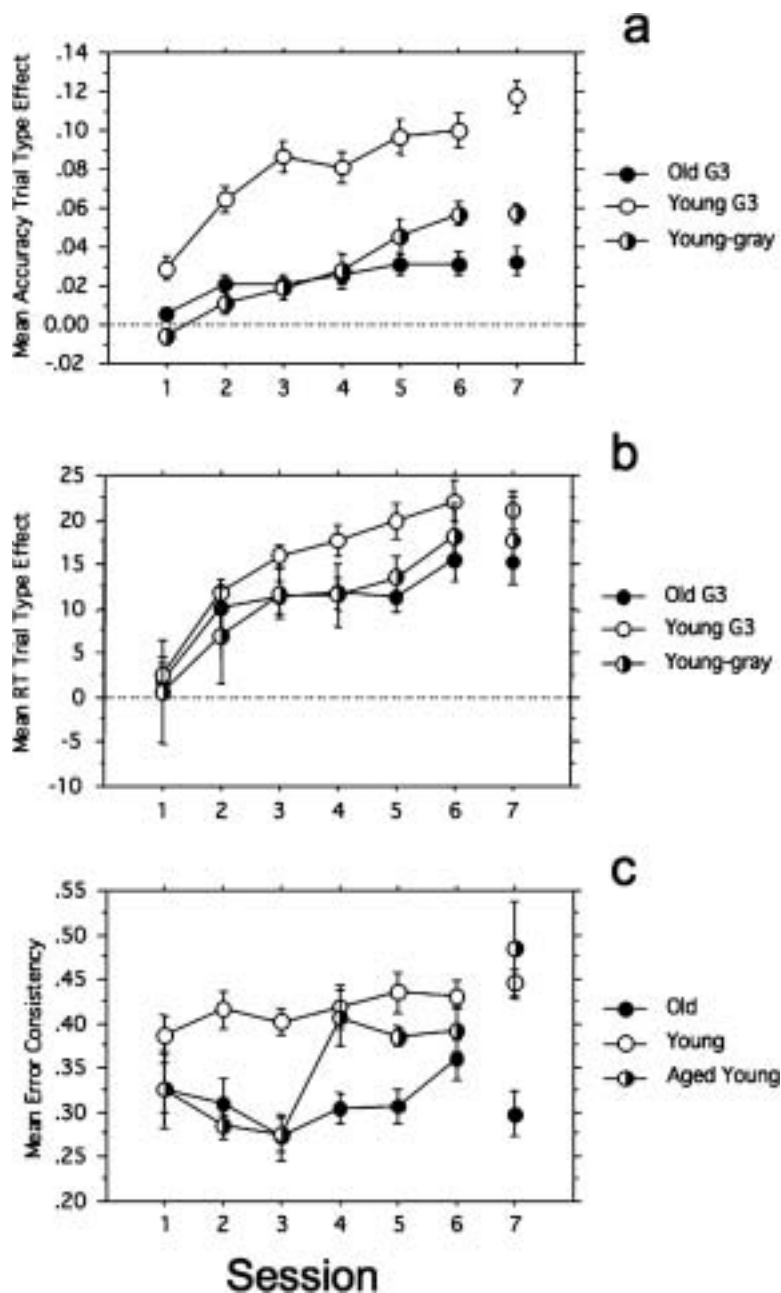 a
Mean Accuracy Trial Type Effect
.14
.12
.10
.08
.06
.04
.02
0.00
-.02
1 2 3 4 5 6 7
Old G3
Young G3
Young-gray
b
Mean RT Trial Type Effect
25
20
15
10
5
0
-5
-10
1 2 3 4 5 6 7
Old G3
Young G3
Young-gray
c
Mean Error Consistency
.55
.50
.45
.40
.35
.30
.25
.20
1 2 3 4 5 6 7
Old
Young
Aged Young
Session